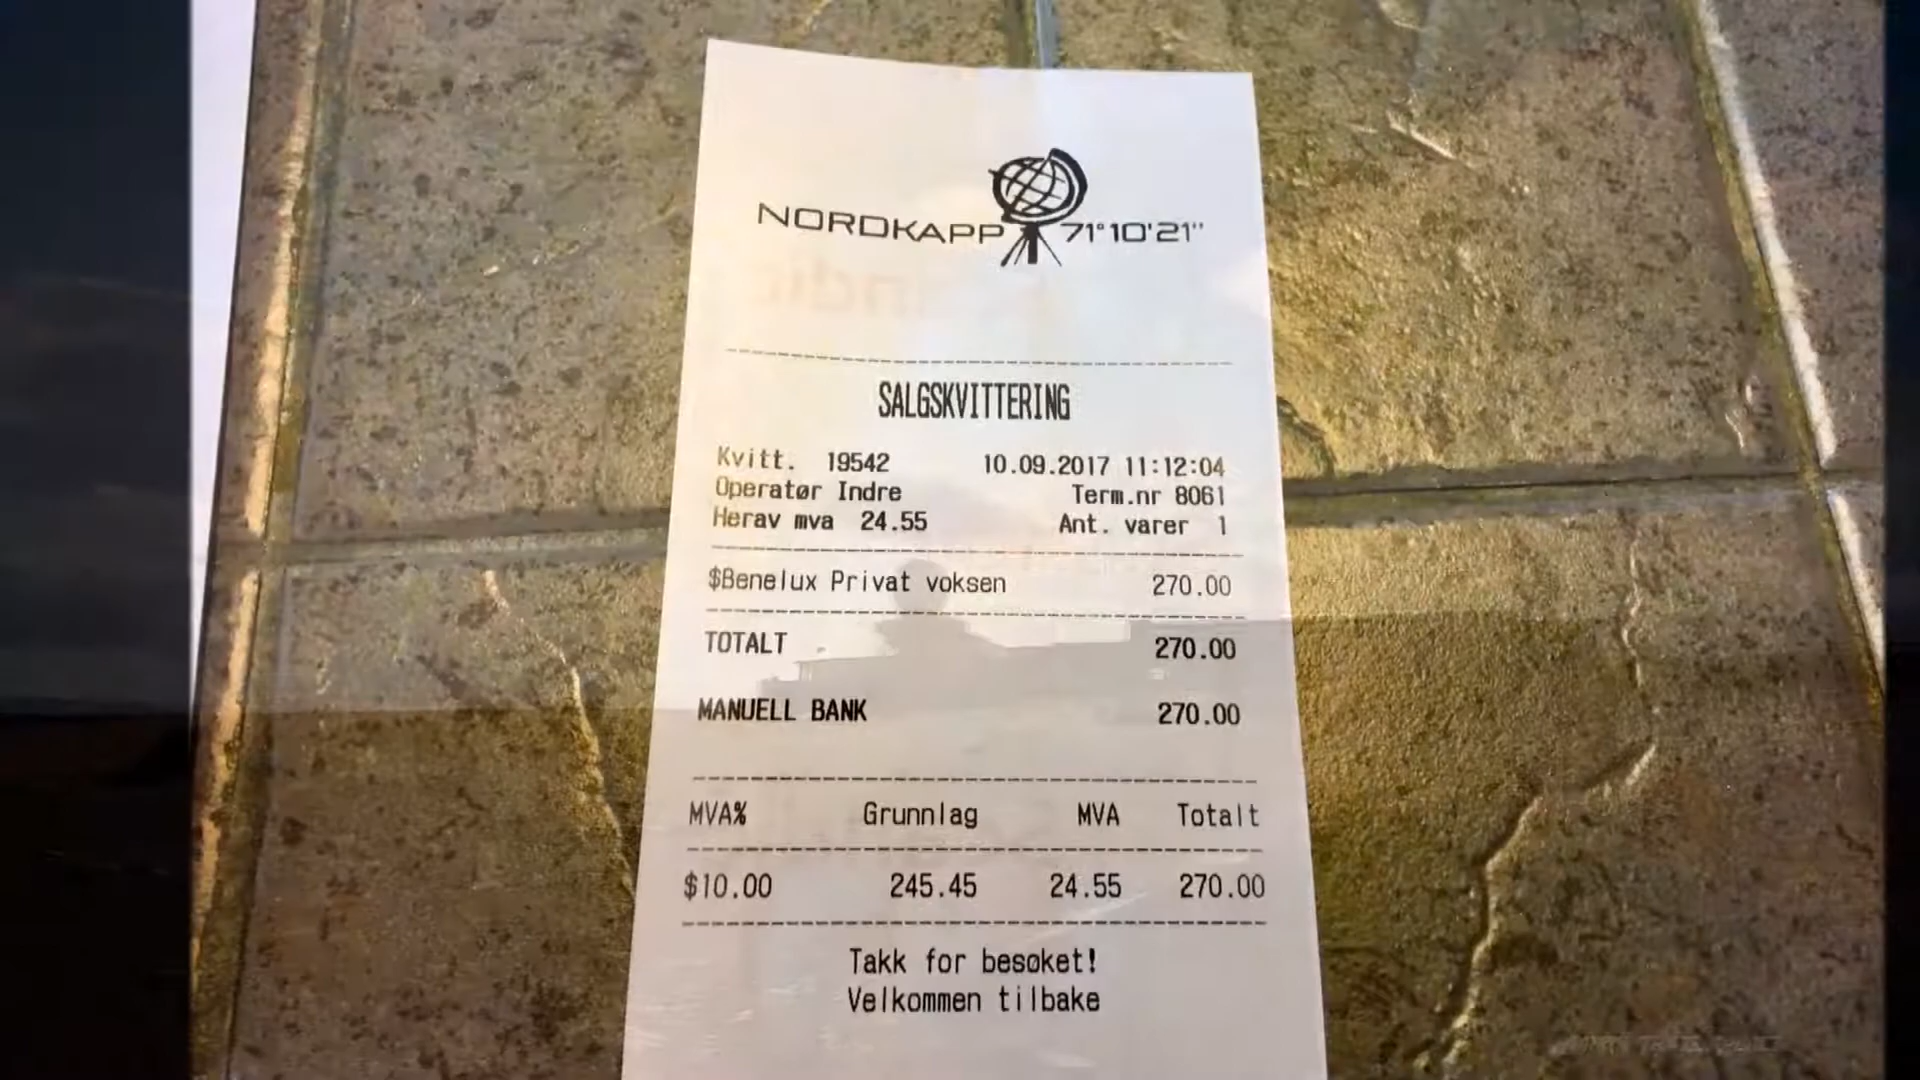 NORDKAPP 71°10'21"
SALGSKVITTERING
Kvitt. 19542 10.09.2017 11:12:04
Operatør Indre Term.nr 8061
Herav mva 24.55 Ant. varer 1
$Benelux Privat voksen 270.00
TOTALT 270.00
MANUELL BANK 270.00
MVA% Grunnlag MVA Totalt
$10.00 245.45 24.55 270.00
Takk for besøket!
Velkommen tilbake